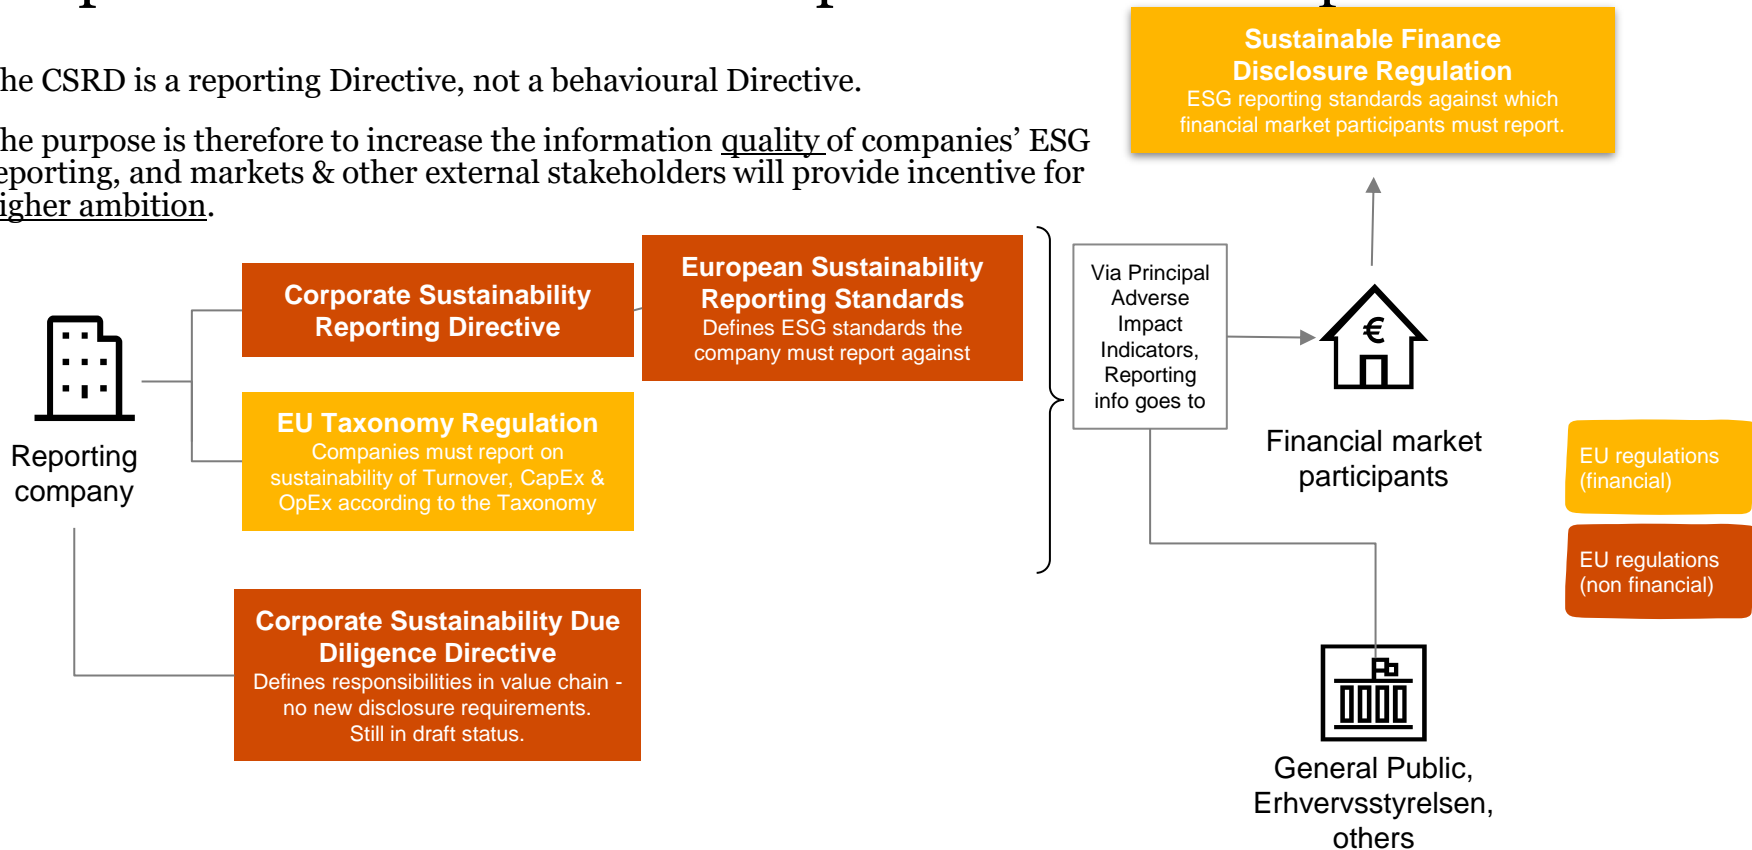 he CSRD is a reporting Directive, not a behavioural Directive.
he purpose is therefore to increase the information quality of companies’ ESG
eporting, and markets & other external stakeholders will provide incentive for
igher ambition.
Sustainable Finance
Disclosure Regulation
ESG reporting standards against which
financial market participants must report.
Corporate Sustainability
Reporting Directive
European Sustainability
Reporting Standards
Defines ESG standards the
company must report against
Via Principal
Adverse
Impact
Indicators,
Reporting
info goes to
€
Reporting
company
EU Taxonomy Regulation
Companies must report on
sustainability of Turnover, CapEx &
OpEx according to the Taxonomy
Financial market
participants
EU regulations
(financial)
EU regulations
(non financial)
Corporate Sustainability Due
Diligence Directive
Defines responsibilities in value chain -
no new disclosure requirements.
Still in draft status.
General Public,
Erhvervsstyrelsen,
others